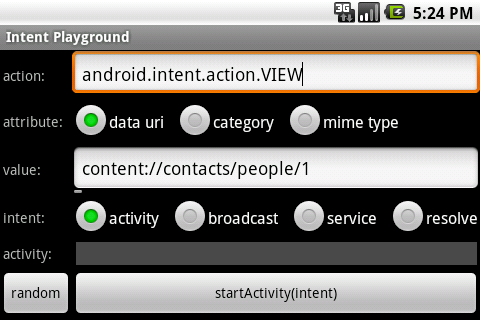 3G 5:24 PM
Intent Playground
action: android.intent.action.VIEW
attribute: data uri category mime type
value: content://contacts/people/1
intent: activity broadcast service resolve
activity:
random startActivity(intent)